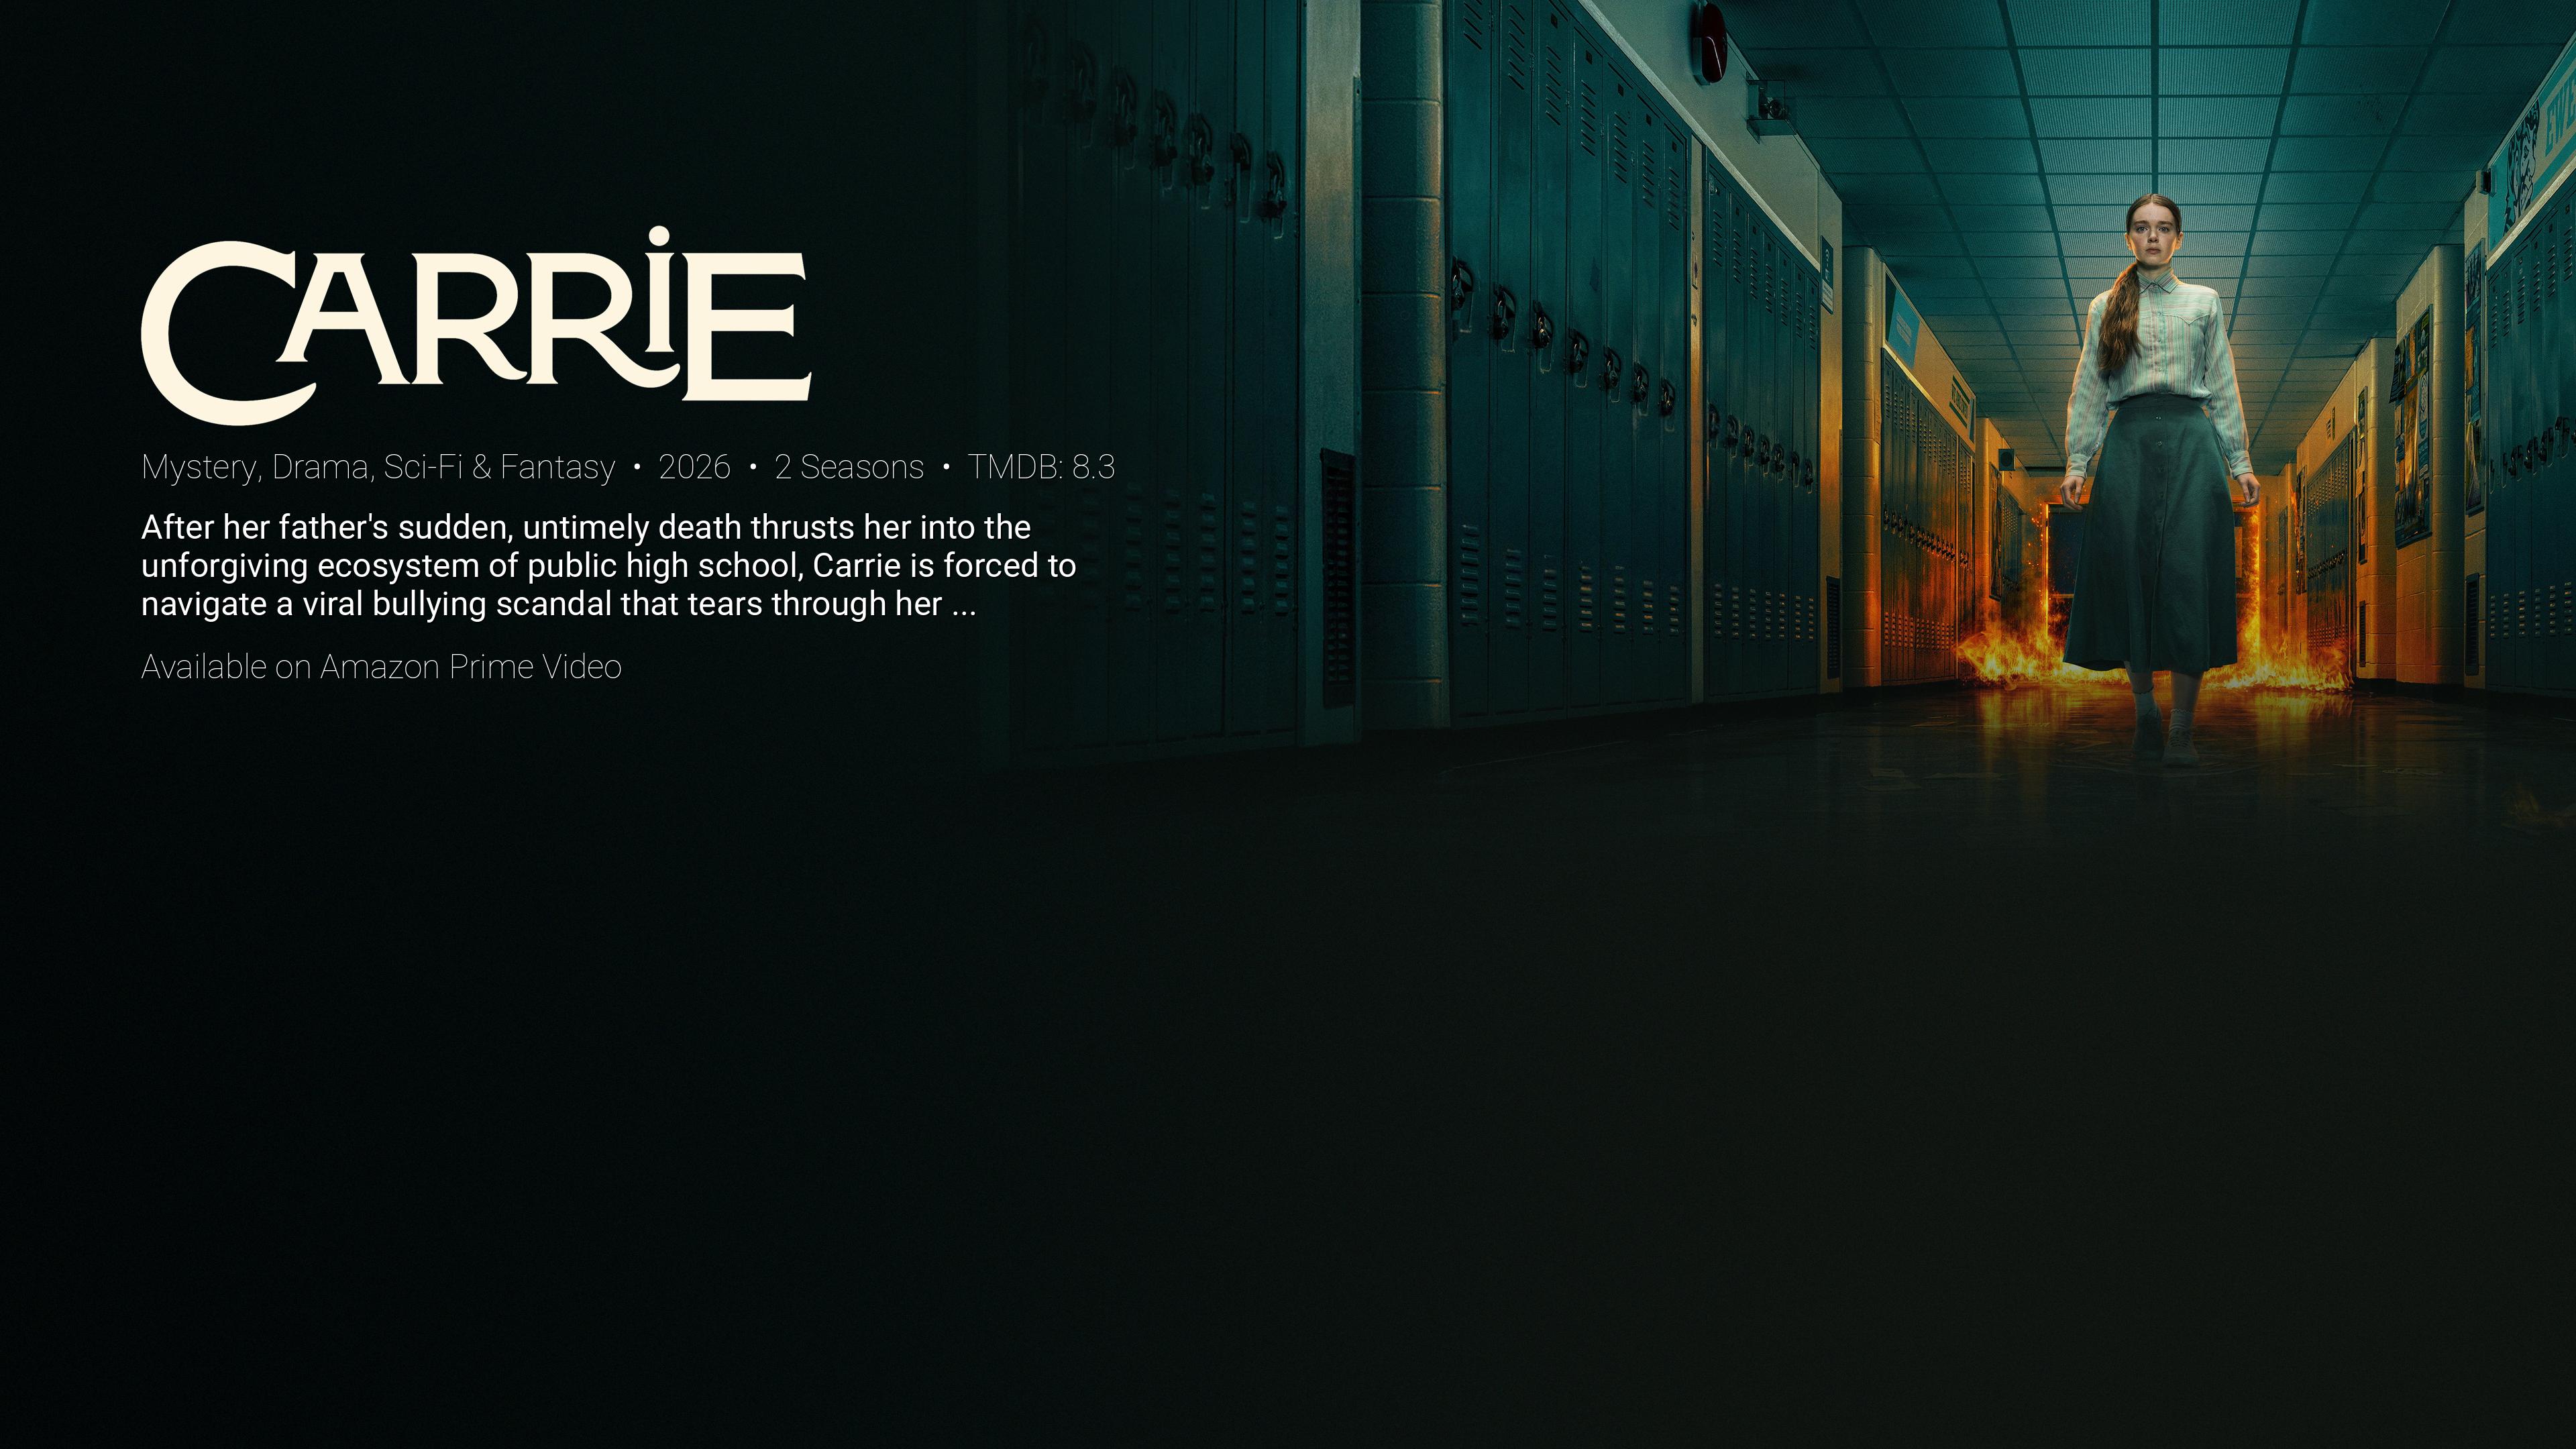 CARRiE
Mystery, Drama, Sci-Fi & Fantasy • 2026 • 2 Seasons • TMDB: 8.3
After her father's sudden, untimely death thrusts her into the
unforgiving ecosystem of public high school, Carrie is forced to
navigate a viral bullying scandal that tears through her ...
Available on Amazon Prime Video